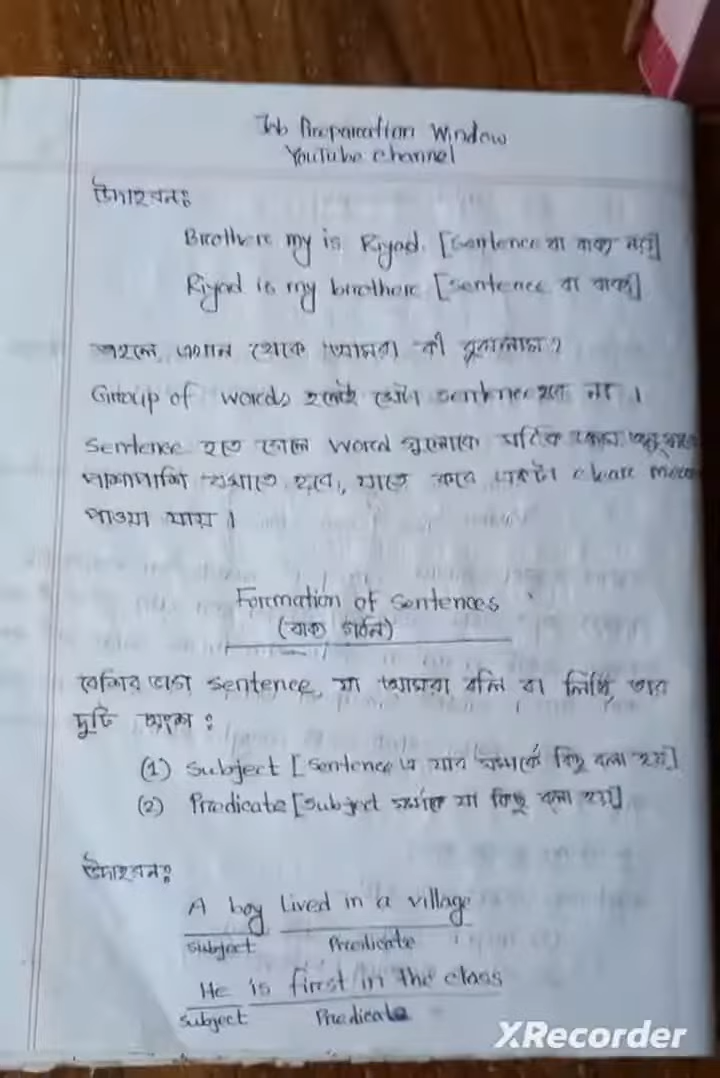 Job Preparation Window
YouTube channel
উদাহরনঃ
Brother my is Riyad. [Sentence বা বাক্য নয়]
Riyad is my brother [sentence বা বাক্য]
তাহলে এখান থেকে আমরা কী বুঝলাম?
Group of words হলেই সেটা sentence হবে না।
Sentence হতে হলে word গুলোকে সঠিক
পাশাপাশি বসাতে হবে, যাতে করে একটা clear
পাওয়া যায়।
Formation of sentences
(বাক্য গঠন)
বেশির ভাগ sentence, যা আমরা বলি বা লিখি, তার
দুটি অংশ:
(1) Subject [sentence এ যার সম্পর্কে কিছু বলা হয়]
(2) Predicate [Subject সম্পর্কে যা কিছু বলা হয়]
উদাহরনঃ
A boy lived in a village
subject Predicate
He is first in the class
subject Predicate
XRecorder